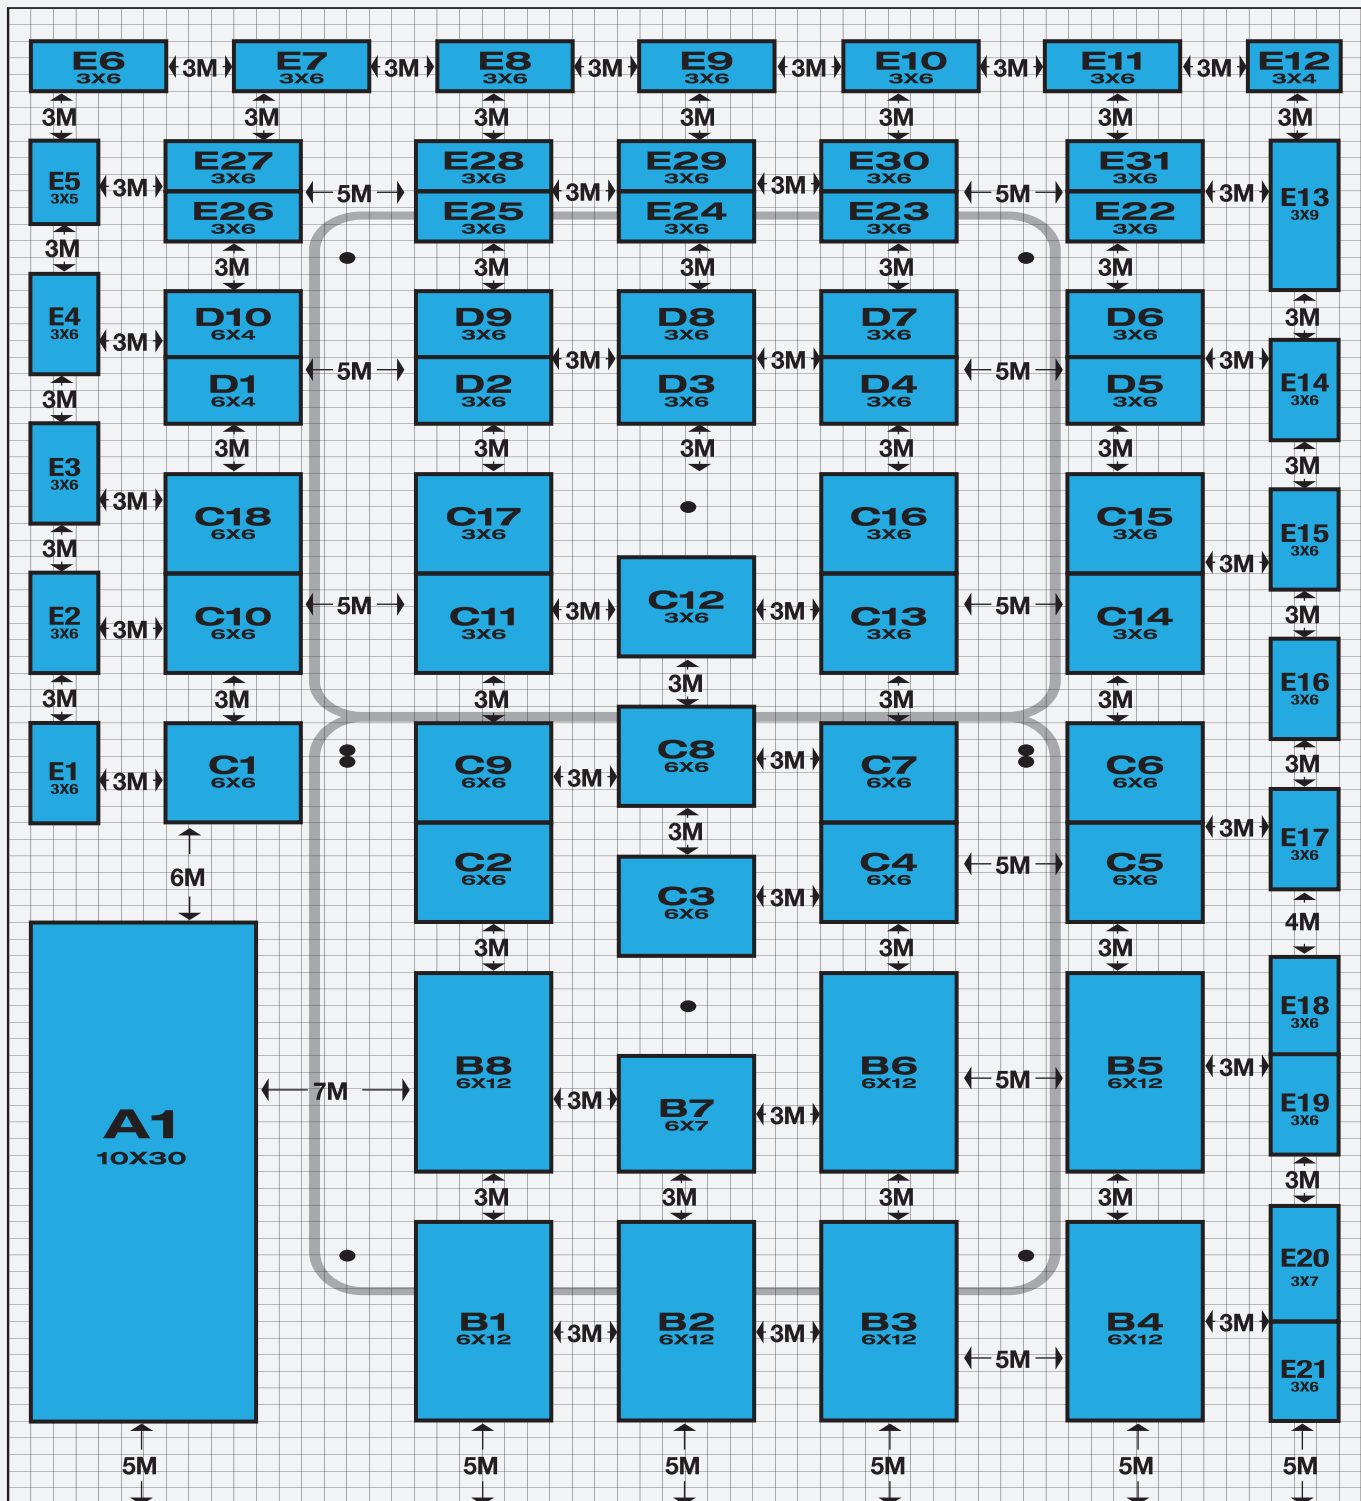 E6
3X6
3M
E7
3X6
3M
E8
3X6
3M
E9
3X6
3M
E10
3X6
3M
E11
3X6
3M
E12
3X4
3M
3M
3M
3M
3M
3M
3M
E5
3X5
3M
E27
3X6
E26
3X6
5M
E28
3X6
E25
3X6
3M
E29
3X6
E24
3X6
3M
E30
3X6
E23
3X6
5M
E31
3X6
E22
3X6
3M
E13
3X9
3M
3M
3M
3M
3M
3M
3M
E4
3X6
3M
D10
6X4
D1
6X4
5M
D9
3X6
D2
3X6
3M
D8
3X6
D3
3X6
3M
D7
3X6
D4
3X6
5M
D6
3X6
D5
3X6
3M
E14
3X6
3M
3M
3M
3M
3M
3M
3M
E3
3X6
3M
C18
6X6
C17
3X6
C16
3X6
C15
3X6
3M
E15
3X6
3M
3M
E2
3X6
3M
C10
6X6
5M
C11
3X6
3M
C12
3X6
3M
C13
3X6
5M
C14
3X6
E16
3X6
3M
3M
3M
3M
3M
3M
3M
E1
3X6
3M
C1
6X6
C9
6X6
3M
C8
6X6
3M
C7
6X6
C6
6X6
3M
E17
3X6
6M
C2
6X6
3M
C3
6X6
3M
C4
6X6
5M
C5
6X6
3M
3M
3M
4M
A1
10X30
7M
B8
6X12
3M
B7
6X7
3M
B6
6X12
5M
B5
6X12
3M
E18
3X6
E19
3X6
3M
3M
3M
3M
3M
B1
6X12
3M
B2
6X12
3M
B3
6X12
5M
B4
6X12
3M
E20
3X7
E21
3X6
5M
5M
5M
5M
5M
5M